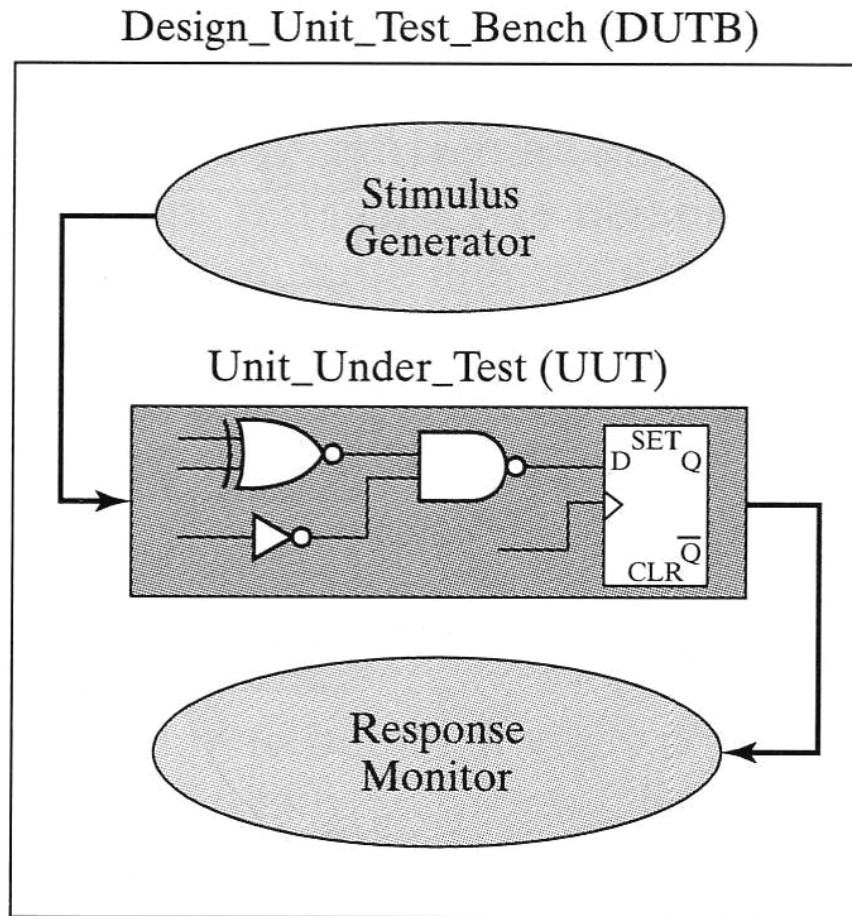 Design_Unit_Test_Bench (DUTB)
Stimulus
Generator
Unit_Under_Test (UUT)
SET
D Q
Q̅
CLR
Response
Monitor